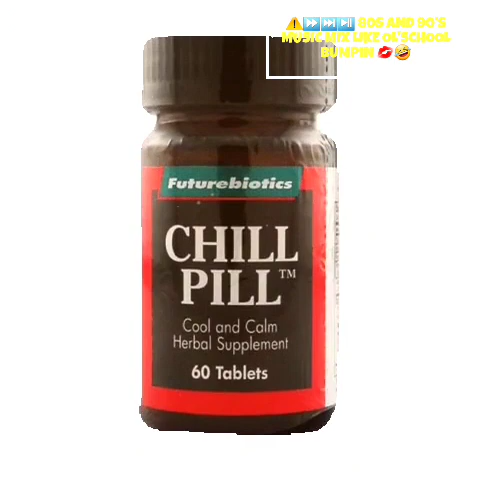 ⚠️⏩⏭⏭⏯ 80S AND 90'S
MUSIC MIX LIKE OL'SCHOOL
BUMPIN 💋🤣
Futurebiotics
CHILL
PILL™
Cool and Calm
Herbal Supplement
60 Tablets